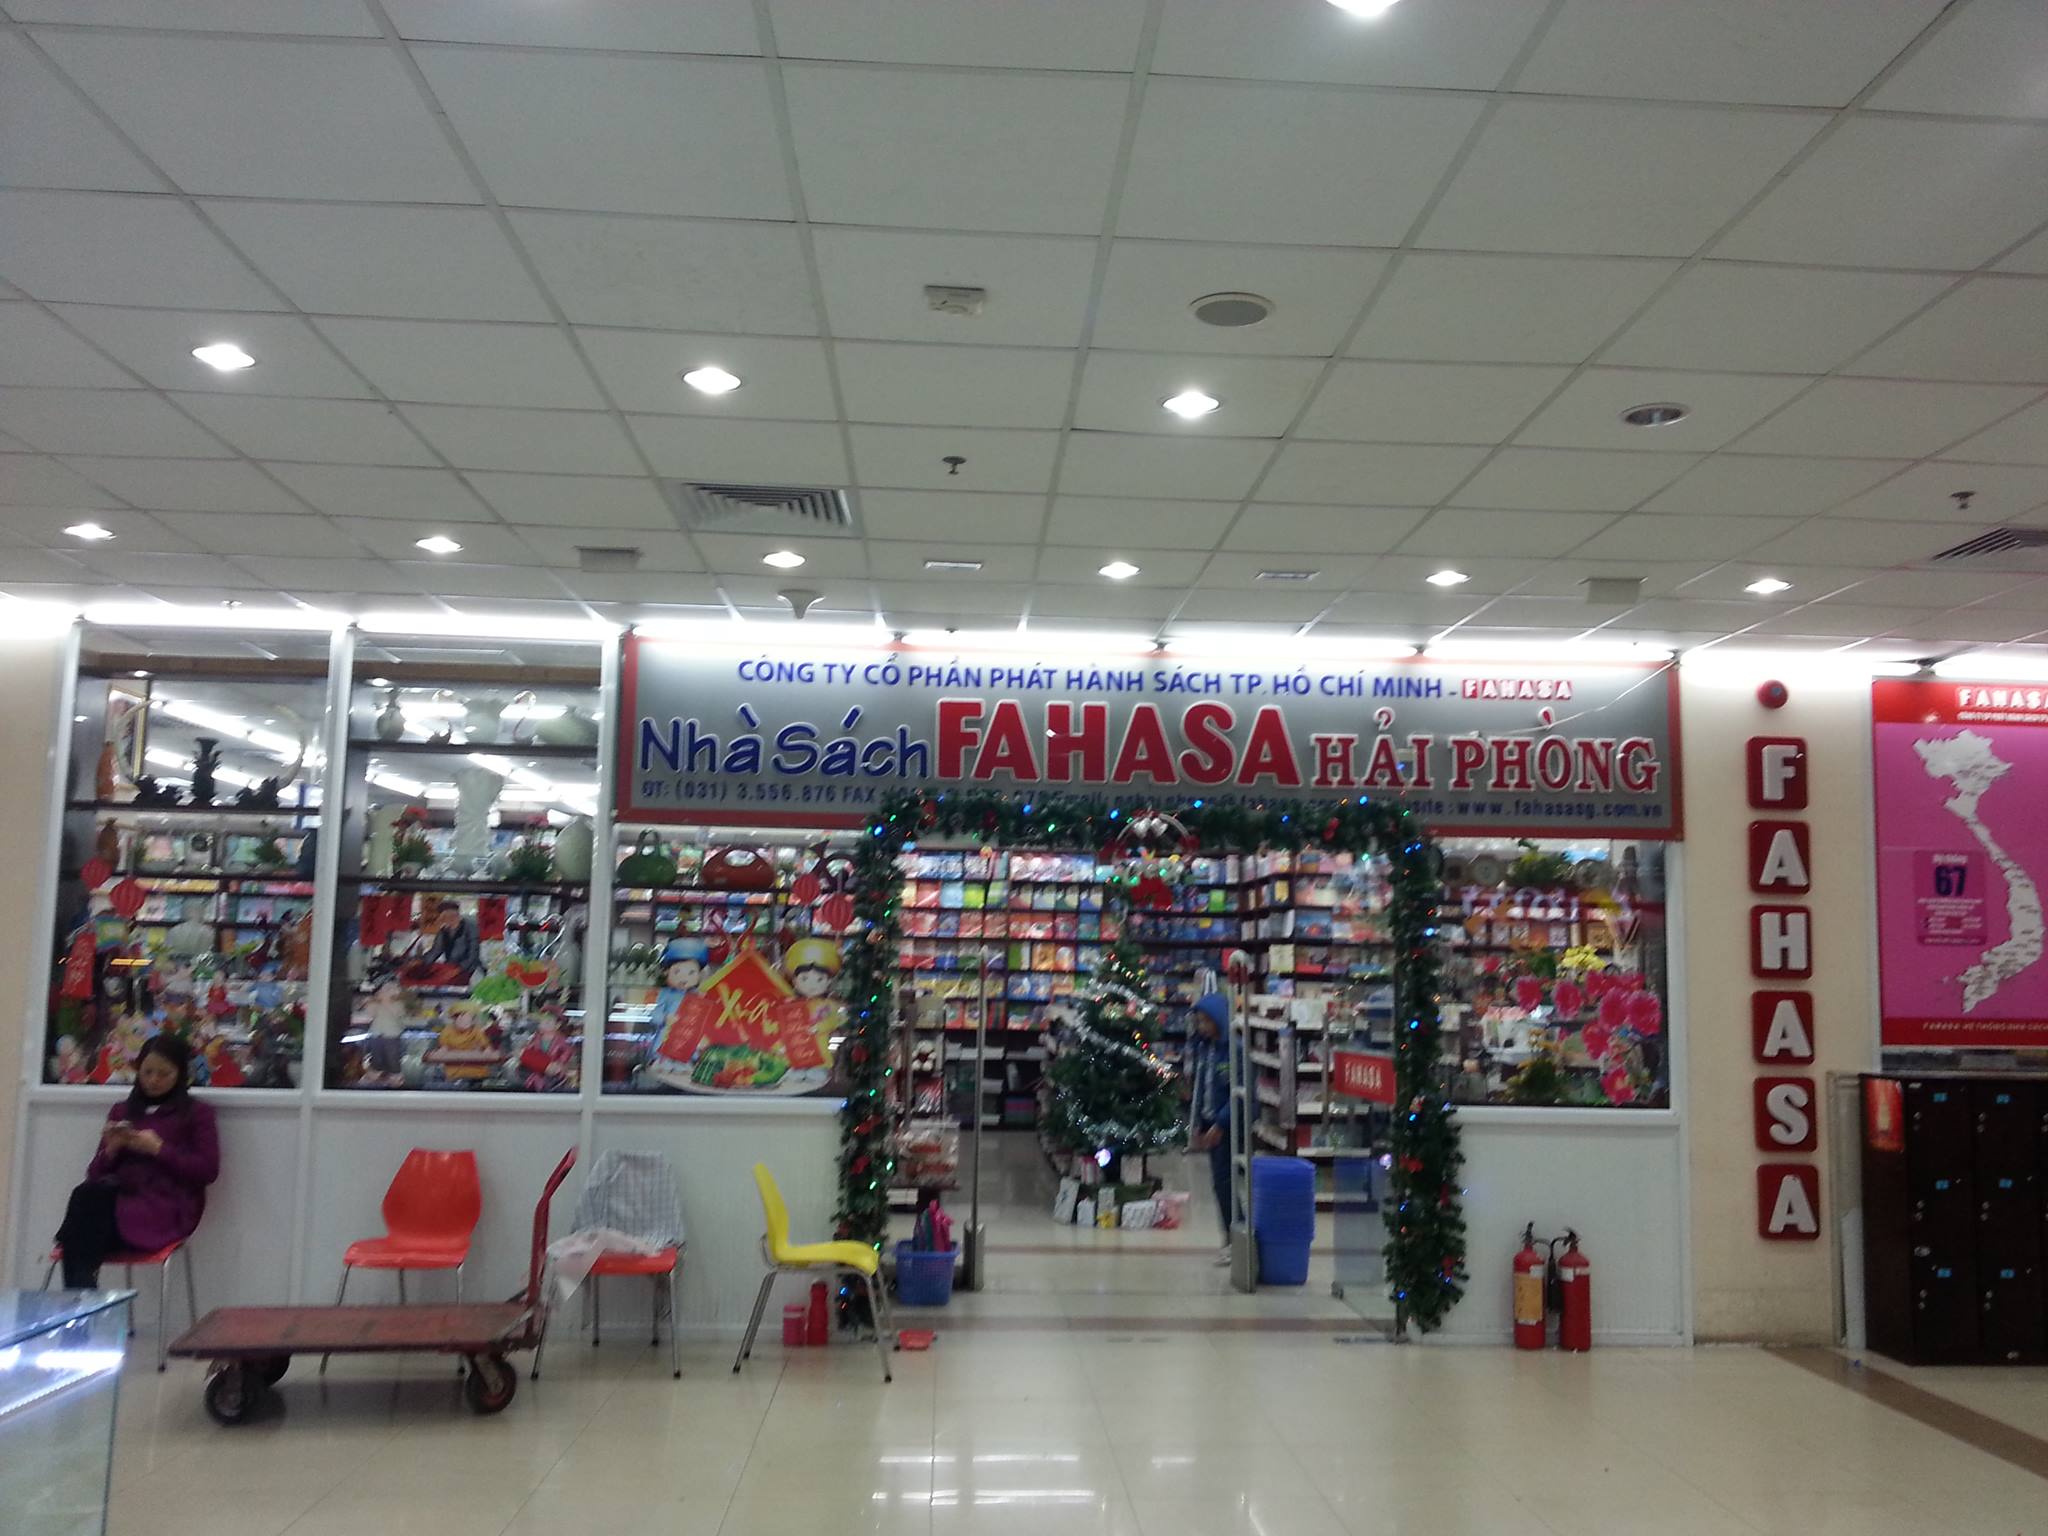 CÔNG TY CỔ PHẦN PHÁT HÀNH SÁCH TP. HỒ CHÍ MINH - FAHASA
Nhà Sách FAHASA HẢI PHÒNG
ĐT: (031) 3.556.876 FAX : www.fahasasg.com.vn
Xuân
FAHASA
FAHASA
FAHASA
67